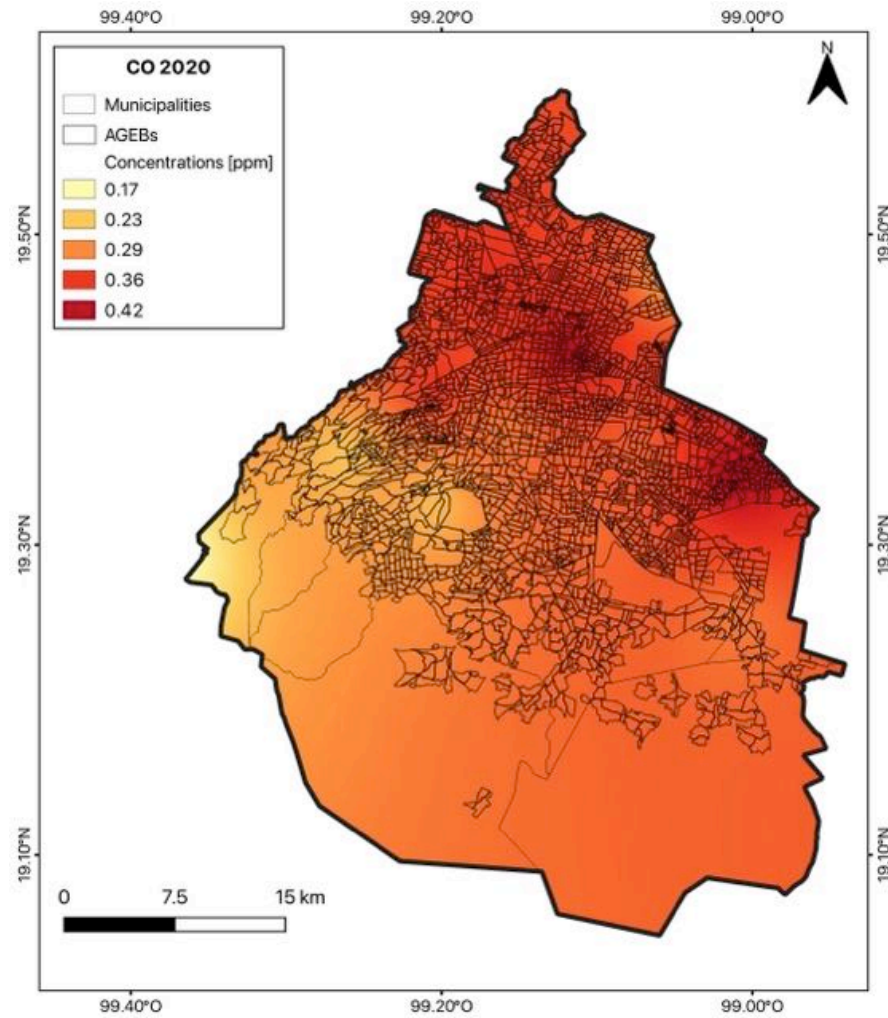 99.40°O 99.20°O 99.00°O
CO 2020
Municipalities
AGEBs
Concentrations [ppm]
0.17
0.23
0.29
0.36
0.42
N
19.50°N 19.50°N
19.30°N 19.30°N
19.10°N 19.10°N
0 7.5 15 km
99.40°O 99.20°O 99.00°O